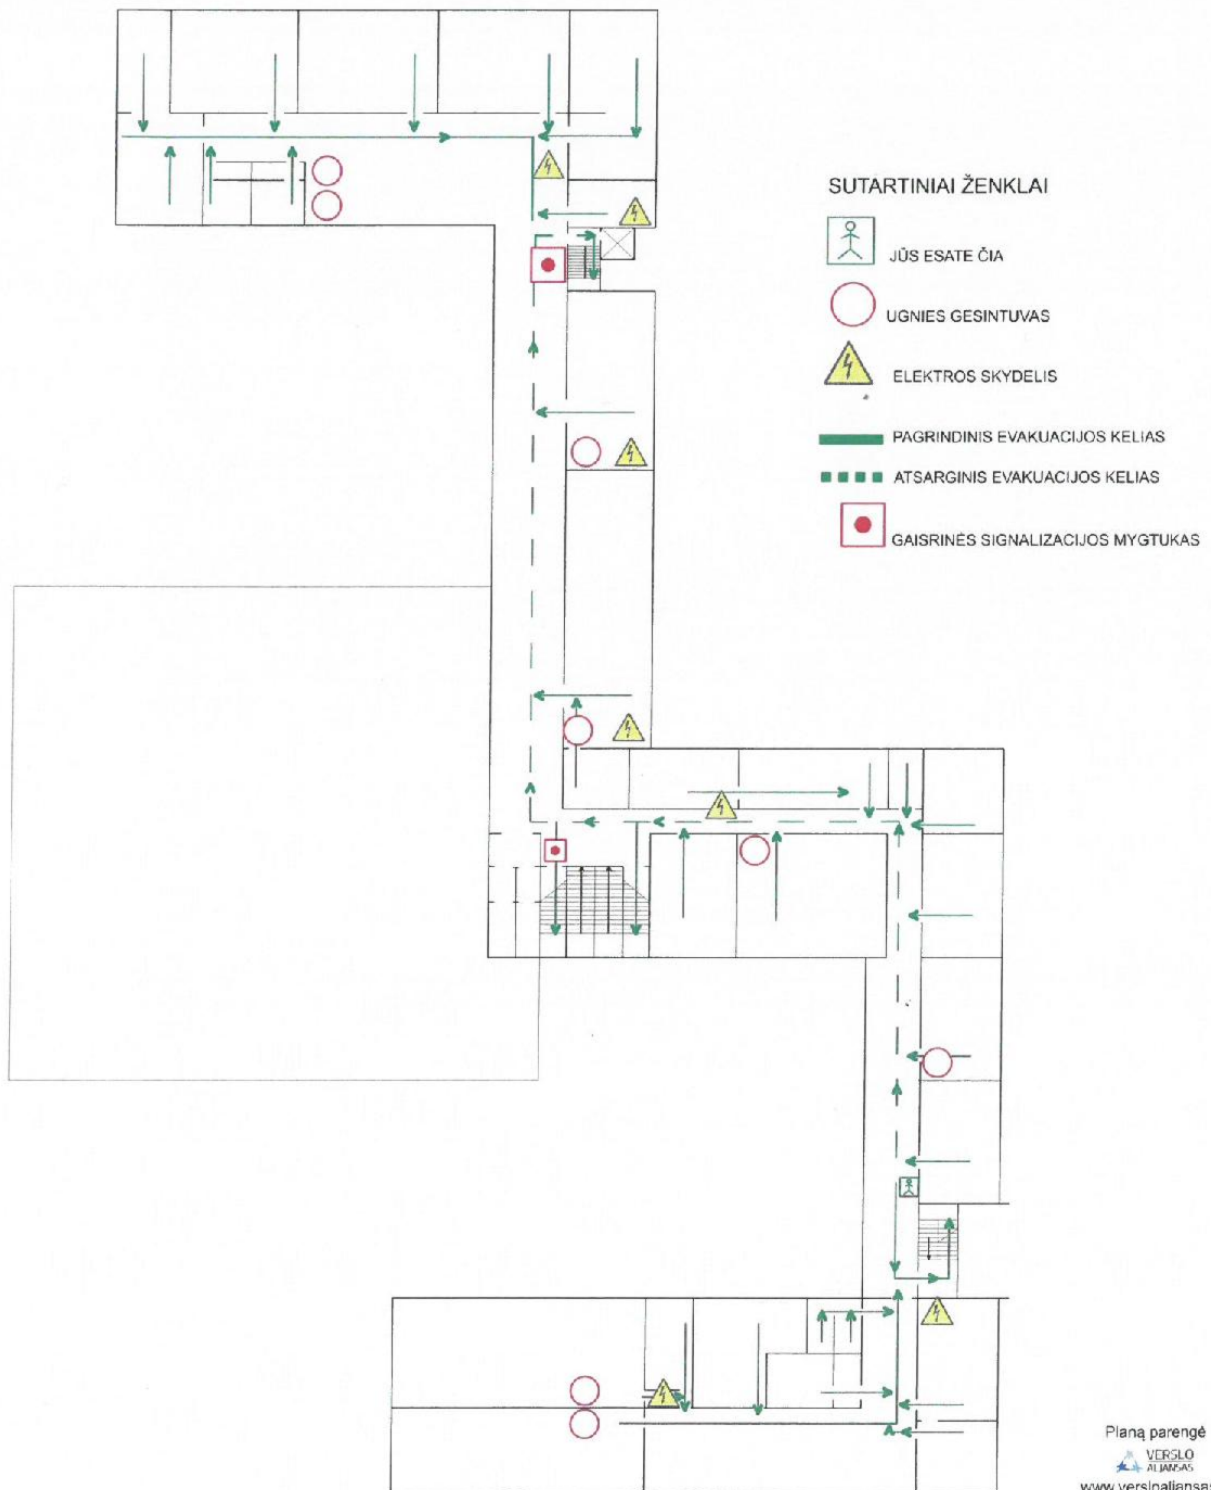 SUTARTINIAI ŽENKLAI
JŪS ESATE ČIA
UGNIES GESINTUVAS
ELEKTROS SKYDELIS
PAGRINDINIS EVAKUACIJOS KELIAS
ATSARGINIS EVAKUACIJOS KELIAS
GAISRINĖS SIGNALIZACIJOS MYGTUKAS
Planą parengė
VERSLO
ALJANSAS